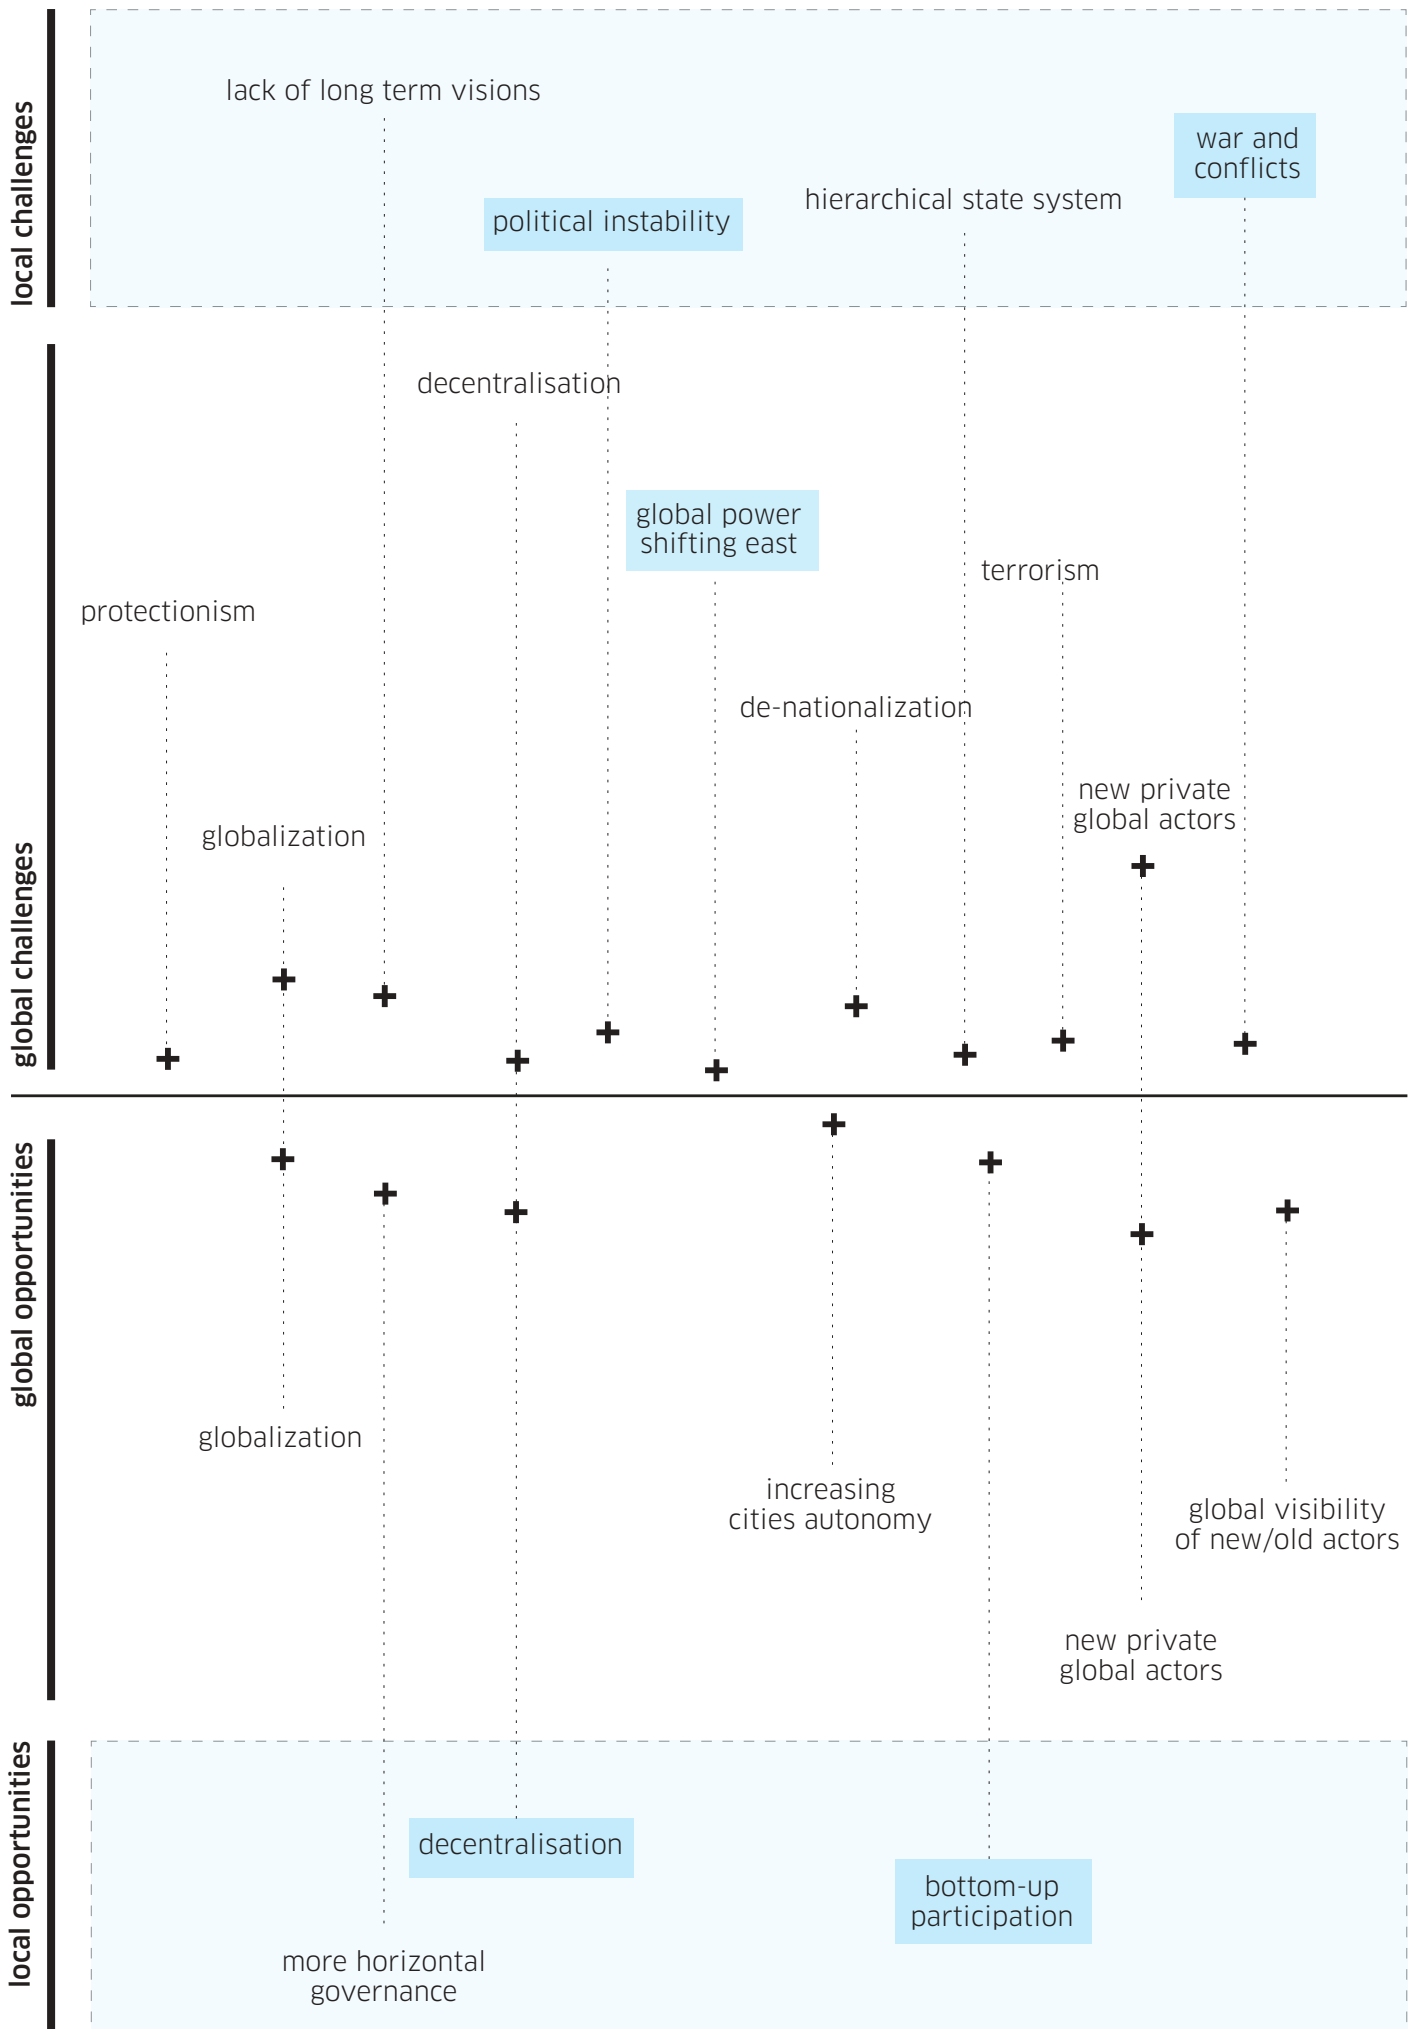 local challenges
lack of long term visions
war and
conflicts
hierarchical state system
political instability
global challenges
decentralisation
global power
shifting east
terrorism
protectionism
de-nationalization
new private
global actors
globalization
global opportunities
globalization
increasing
cities autonomy
global visibility
of new/old actors
new private
global actors
local opportunities
decentralisation
bottom-up
participation
more horizontal
governance